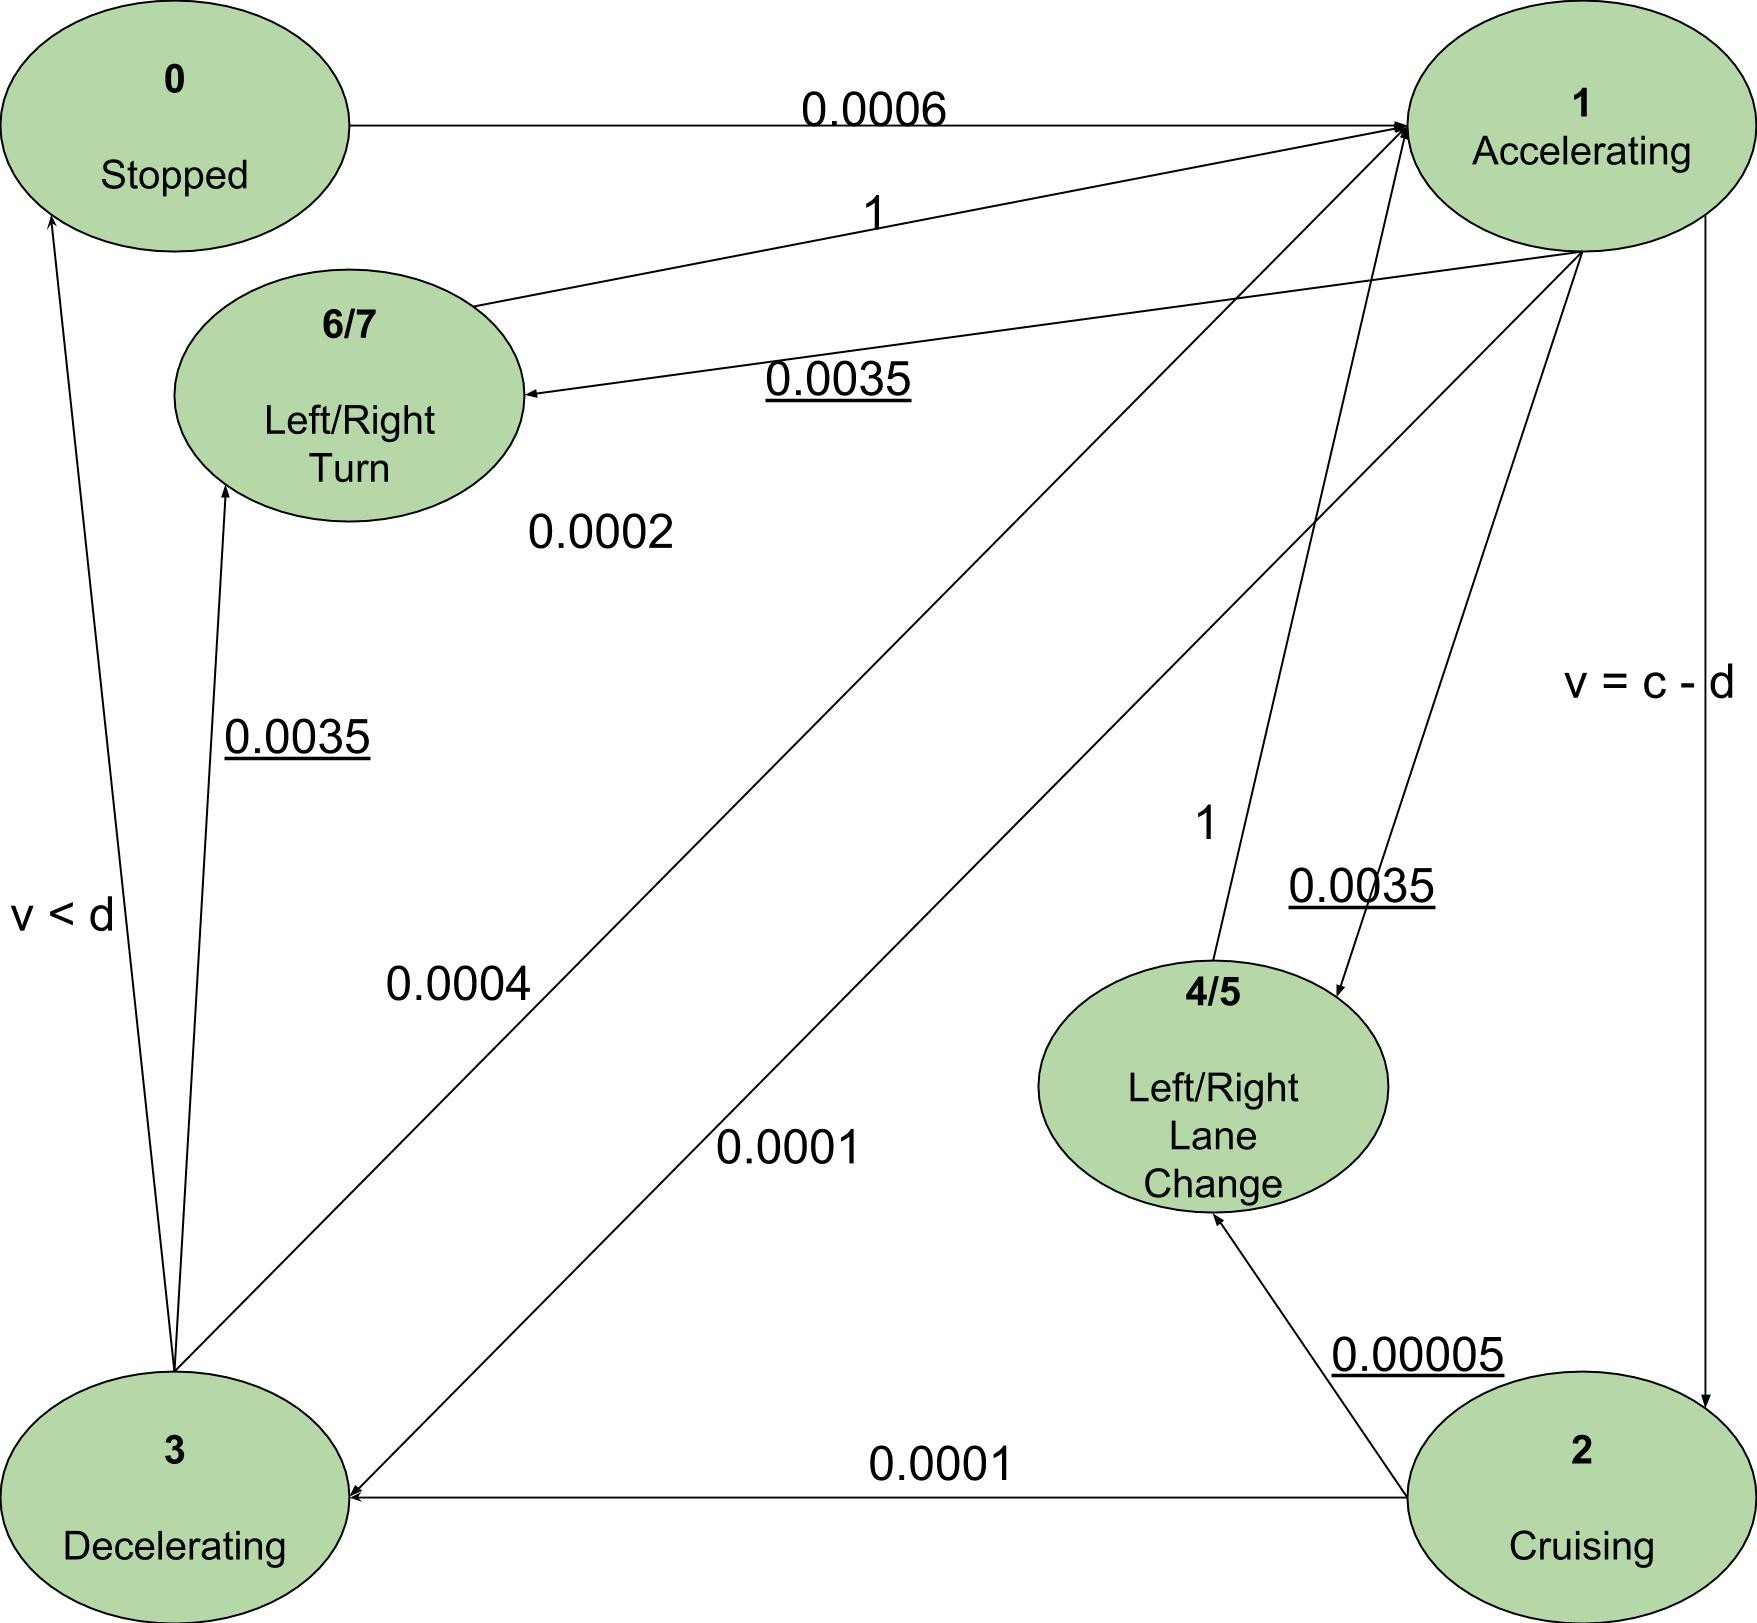 0
Stopped
0.0006
1
Accelerating
1
6/7
Left/Right
Turn
0.0035
0.0002
v = c - d
0.0035
1
0.0035
v < d
0.0004
4/5
Left/Right
Lane
Change
0.0001
0.00005
3
Decelerating
0.0001
2
Cruising